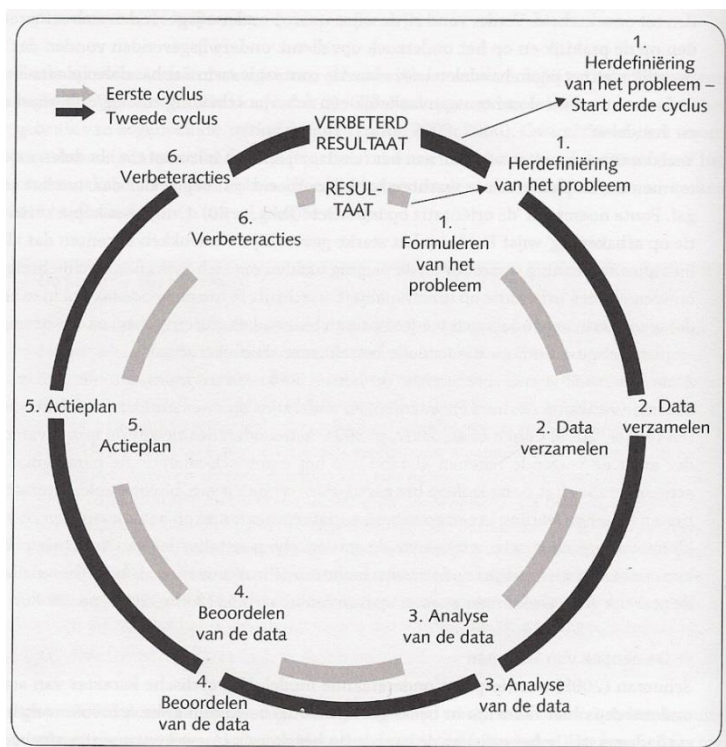 1.
Herdefiniëring
van het probleem –
Start derde cyclus
Eerste cyclus
Tweede cyclus
VERBETERD
RESULTAAT
1.
Herdefiniëring
van het probleem
6.
Verbeteracties
RESUL-
TAAT
6.
Verbeteracties
1.
Formuleren
van het
probleem
5. Actieplan
5.
Actieplan
2. Data
verzamelen
2. Data
verzamelen
4.
Beoordelen
van de data
3. Analyse
van de data
4.
Beoordelen
van de data
3. Analyse
van de data